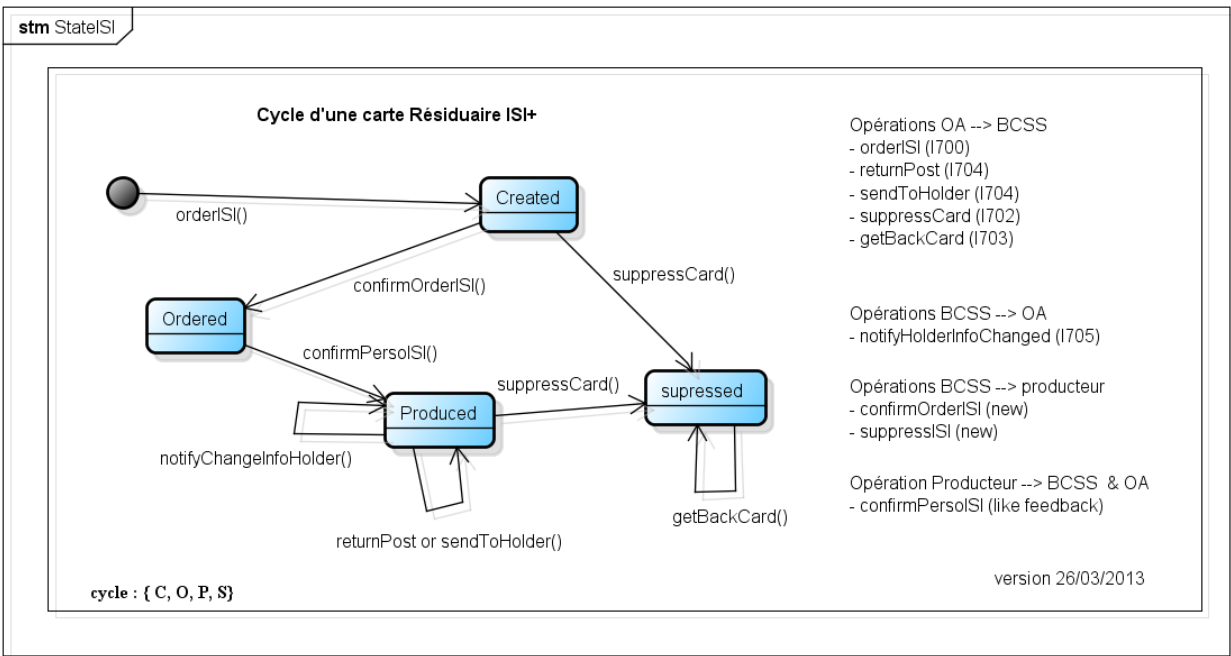 stm StateISI
Cycle d'une carte Résiduaire ISI+
Opérations OA --> BCSS
- orderISI (I700)
- returnPost (I704)
- sendToHolder (I704)
- suppressCard (I702)
- getBackCard (I703)
Created
orderISI()
suppressCard()
confirmOrderISI()
Ordered
Opérations BCSS --> OA
- notifyHolderInfoChanged (I705)
confirmPersoISI()
suppressCard()
supressed
Produced
Opérations BCSS --> producteur
- confirmOrderISI (new)
- suppressISI (new)
notifyChangeInfoHolder()
Opération Producteur --> BCSS & OA
- confirmPersoISI (like feedback)
getBackCard()
returnPost or sendToHolder()
version 26/03/2013
cycle : { C, O, P, S}